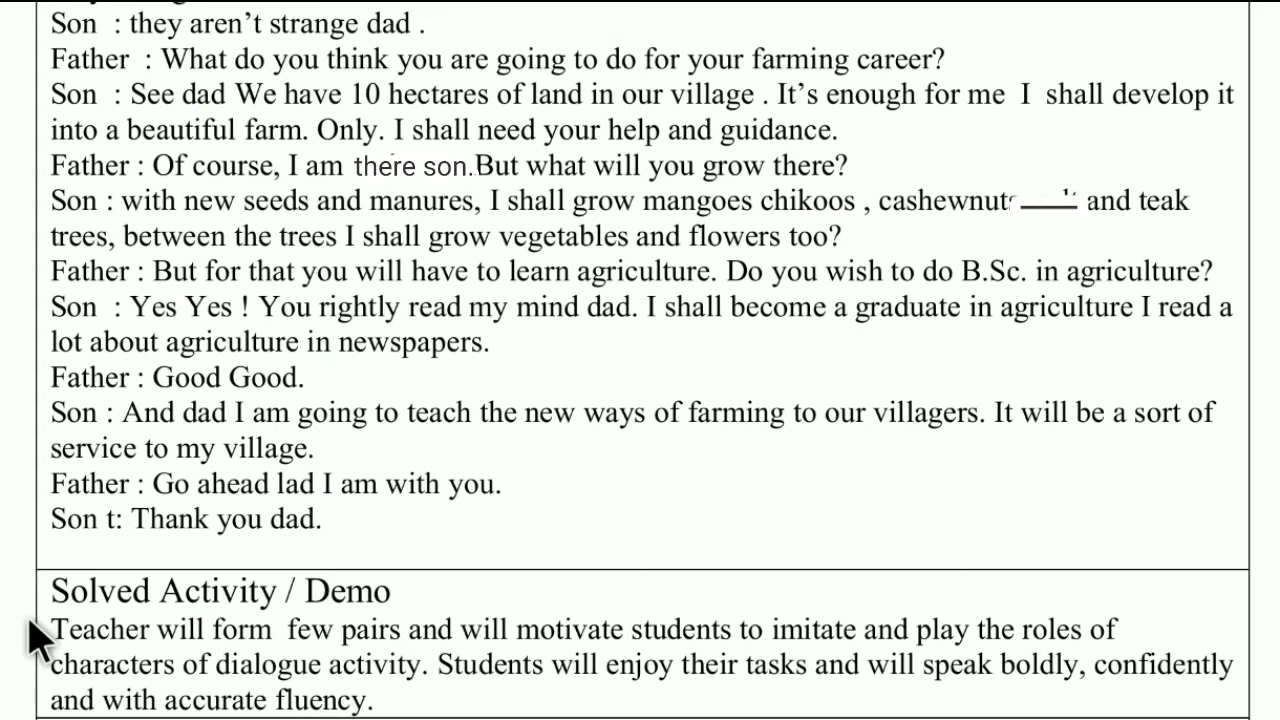 Son : they aren't strange dad .
Father : What do you think you are going to do for your farming career?
Son : See dad We have 10 hectares of land in our village . It's enough for me I shall develop it
into a beautiful farm. Only. I shall need your help and guidance.
Father : Of course, I am there son.But what will you grow there?
Son : with new seeds and manures, I shall grow mangoes chikoos , cashewnut and teak
trees, between the trees I shall grow vegetables and flowers too?
Father : But for that you will have to learn agriculture. Do you wish to do B.Sc. in agriculture?
Son : Yes Yes ! You rightly read my mind dad. I shall become a graduate in agriculture I read a
lot about agriculture in newspapers.
Father : Good Good.
Son : And dad I am going to teach the new ways of farming to our villagers. It will be a sort of
service to my village.
Father : Go ahead lad I am with you.
Son t: Thank you dad.
Solved Activity / Demo
Teacher will form few pairs and will motivate students to imitate and play the roles of
characters of dialogue activity. Students will enjoy their tasks and will speak boldly, confidently
and with accurate fluency.